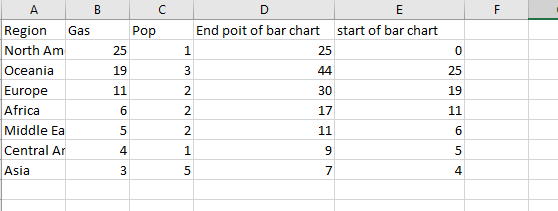 A B C D E F
Region Gas Pop End poit of bar chart start of bar chart
North Am 25 1 25 0
Oceania 19 3 44 25
Europe 11 2 30 19
Africa 6 2 17 11
Middle Ea 5 2 11 6
Central Ar 4 1 9 5
Asia 3 5 7 4